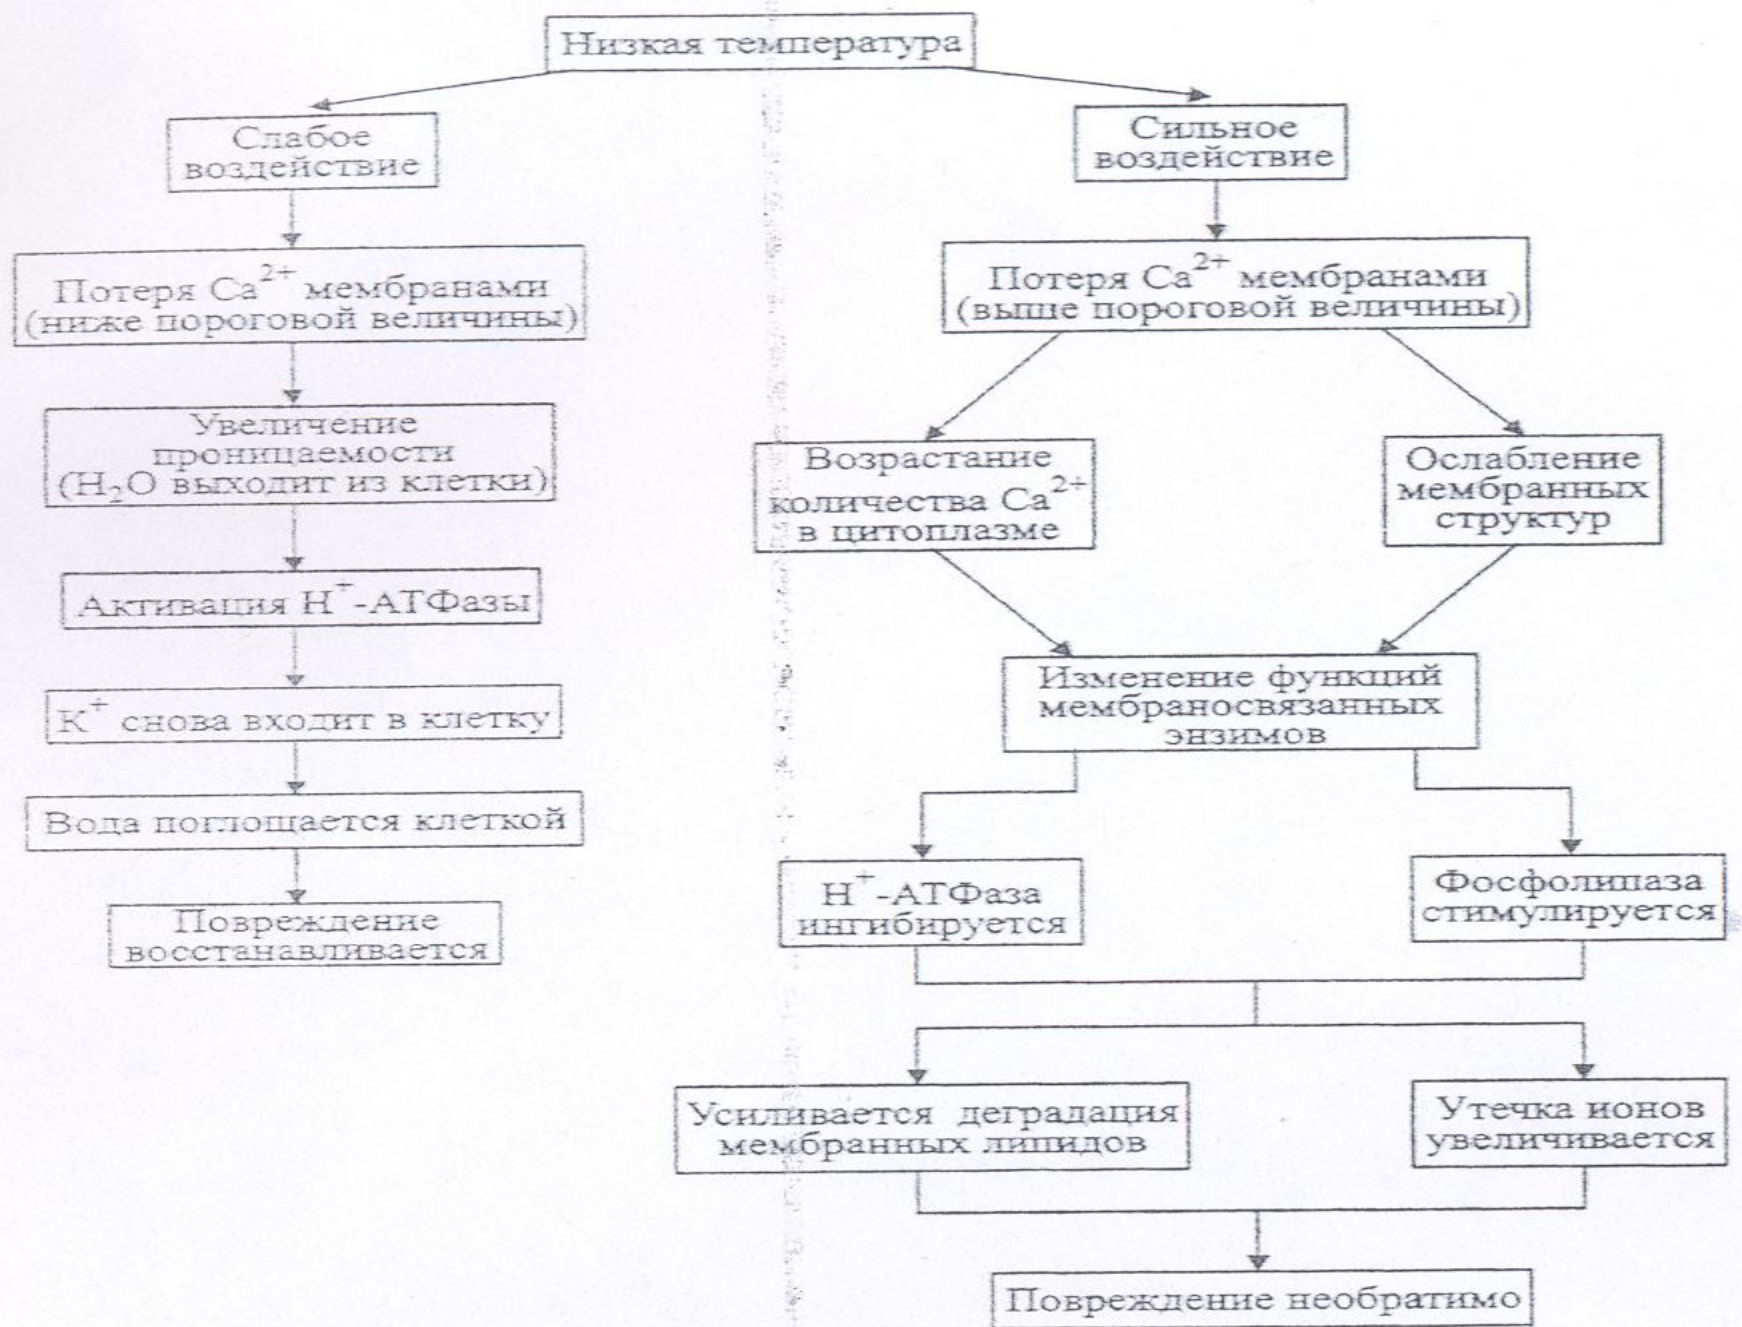 Низкая температура
Слабое
воздействие
Потеря Ca²⁺ мембранами
(ниже пороговой величины)
Увеличение
проницаемости
(H₂O выходит из клетки)
Активация H⁺-АТФазы
K⁺ снова входит в клетку
Вода поглощается клеткой
Повреждение
восстанавливается
Сильное
воздействие
Потеря Ca²⁺ мембранами
(выше пороговой величины)
Возрастание
количества Ca²⁺
в цитоплазме
Ослабление
мембранных
структур
Изменение функций
мембраносвязанных
энзимов
H⁺-АТФаза
ингибируется
Фосфолипаза
стимулируется
Усиливается деградация
мембранных липидов
Утечка ионов
увеличивается
Повреждение необратимо